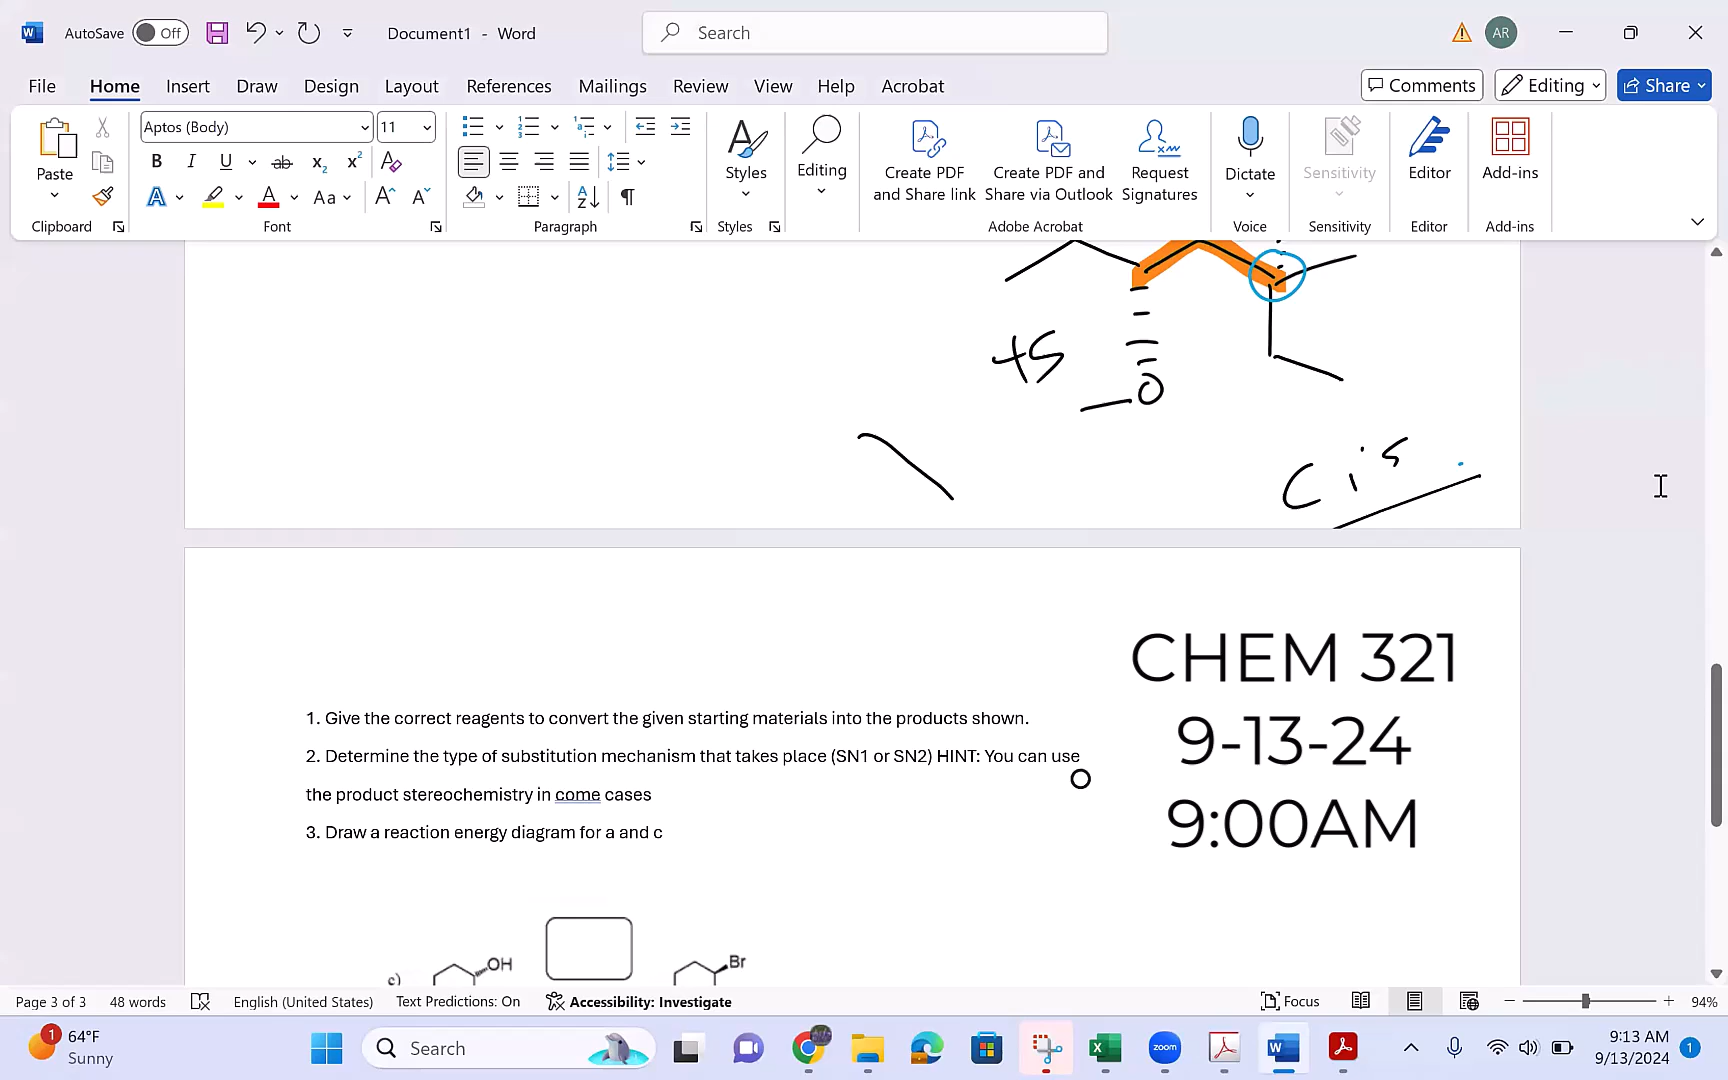 AutoSave Off Document1 - Word Search AR
File Home Insert Draw Design Layout References Mailings Review View Help Acrobat Comments Editing Share
Aptos (Body) 11
Paste Styles Editing Create PDF and Share link Create PDF and Share via Outlook Request Signatures Dictate Sensitivity Editor Add-ins
Clipboard Font Paragraph Styles Adobe Acrobat Voice Sensitivity Editor Add-ins
+S
O
Cis
CHEM 321
9-13-24
9:00AM
1. Give the correct reagents to convert the given starting materials into the products shown.
2. Determine the type of substitution mechanism that takes place (SN1 or SN2) HINT: You can use
the product stereochemistry in come cases
3. Draw a reaction energy diagram for a and c
OH Br
Page 3 of 3 48 words English (United States) Text Predictions: On Accessibility: Investigate Focus 94%
1 64°F Search zoom 9:13 AM
Sunny 9/13/2024 1